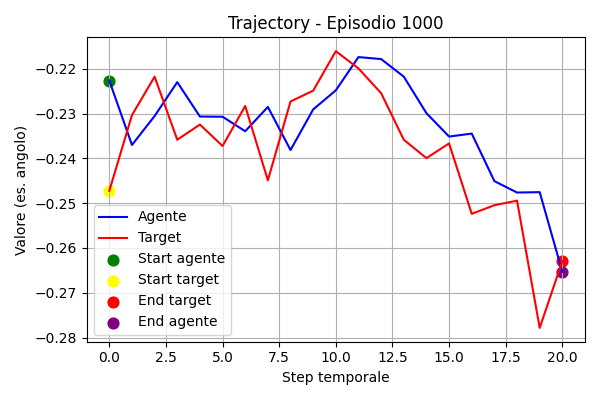 Trajectory - Episodio 1000
Valore (es. angolo)
−0.22
−0.23
−0.24
−0.25
−0.26
−0.27
−0.28
Agente
Target
Start agente
Start target
End target
End agente
0.0 2.5 5.0 7.5 10.0 12.5 15.0 17.5 20.0
Step temporale